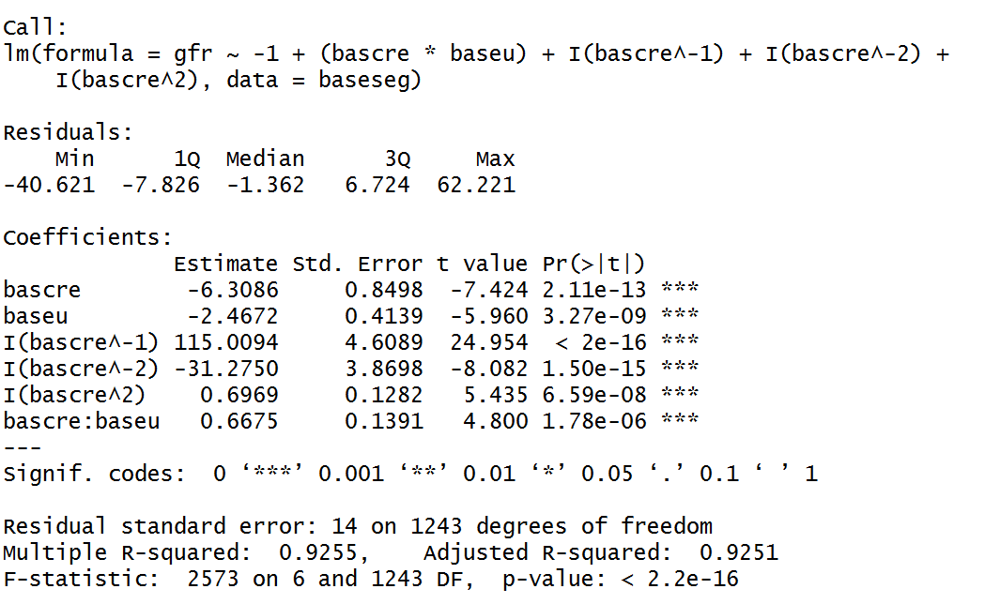 Call:
lm(formula = gfr ~ -1 + (bascre * baseu) + I(bascre^-1) + I(bascre^-2) +
    I(bascre^2), data = baseseg)

Residuals:
    Min      1Q  Median      3Q     Max
-40.621  -7.826  -1.362   6.724  62.221

Coefficients:
             Estimate Std. Error t value Pr(>|t|)
bascre        -6.3086     0.8498  -7.424 2.11e-13 ***
baseu         -2.4672     0.4139  -5.960 3.27e-09 ***
I(bascre^-1) 115.0094     4.6089  24.954  < 2e-16 ***
I(bascre^-2) -31.2750     3.8698  -8.082 1.50e-15 ***
I(bascre^2)    0.6969     0.1282   5.435 6.59e-08 ***
bascre:baseu   0.6675     0.1391   4.800 1.78e-06 ***
---
Signif. codes:  0 ‘***’ 0.001 ‘**’ 0.01 ‘*’ 0.05 ‘.’ 0.1 ‘ ’ 1

Residual standard error: 14 on 1243 degrees of freedom
Multiple R-squared:  0.9255,    Adjusted R-squared:  0.9251
F-statistic:  2573 on 6 and 1243 DF,  p-value: < 2.2e-16